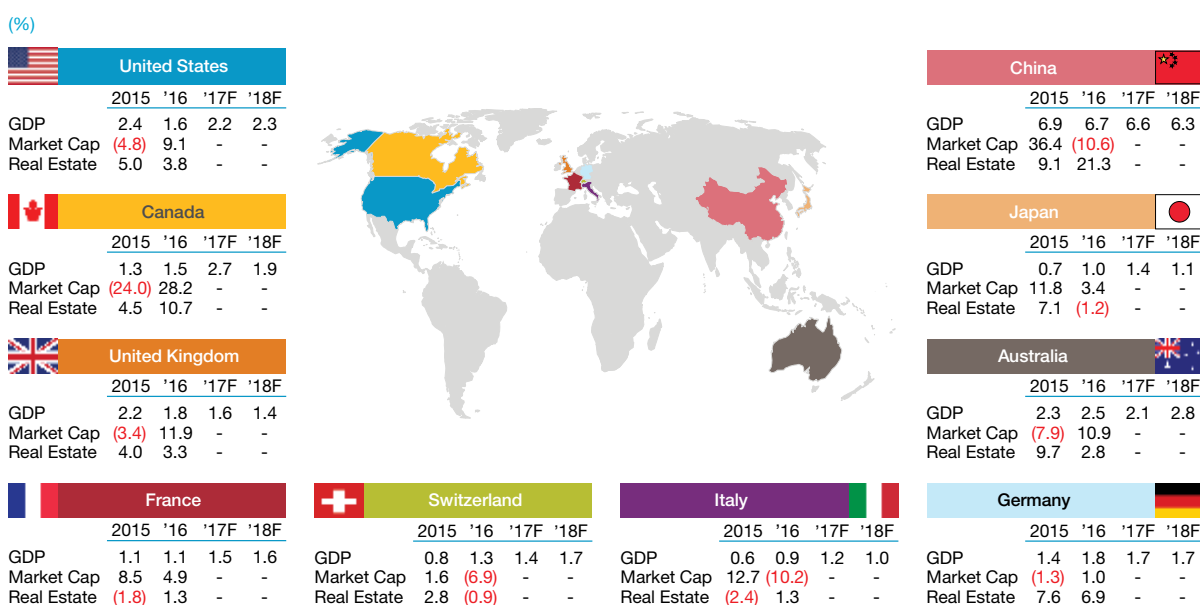 (%)
United States
2015 '16 '17F '18F
GDP 2.4 1.6 2.2 2.3
Market Cap (4.8) 9.1 - -
Real Estate 5.0 3.8 - -
Canada
2015 '16 '17F '18F
GDP 1.3 1.5 2.7 1.9
Market Cap (24.0) 28.2 - -
Real Estate 4.5 10.7 - -
United Kingdom
2015 '16 '17F '18F
GDP 2.2 1.8 1.6 1.4
Market Cap (3.4) 11.9 - -
Real Estate 4.0 3.3 - -
France
2015 '16 '17F '18F
GDP 1.1 1.1 1.5 1.6
Market Cap 8.5 4.9 - -
Real Estate (1.8) 1.3 - -
Switzerland
2015 '16 '17F '18F
GDP 0.8 1.3 1.4 1.7
Market Cap 1.6 (6.9) - -
Real Estate 2.8 (0.9) - -
Italy
2015 '16 '17F '18F
GDP 0.6 0.9 1.2 1.0
Market Cap 12.7 (10.2) - -
Real Estate (2.4) 1.3 - -
China
2015 '16 '17F '18F
GDP 6.9 6.7 6.6 6.3
Market Cap 36.4 (10.6) - -
Real Estate 9.1 21.3 - -
Japan
2015 '16 '17F '18F
GDP 0.7 1.0 1.4 1.1
Market Cap 11.8 3.4 - -
Real Estate 7.1 (1.2) - -
Australia
2015 '16 '17F '18F
GDP 2.3 2.5 2.1 2.8
Market Cap (7.9) 10.9 - -
Real Estate 9.7 2.8 - -
Germany
2015 '16 '17F '18F
GDP 1.4 1.8 1.7 1.7
Market Cap (1.3) 1.0 - -
Real Estate 7.6 6.9 - -